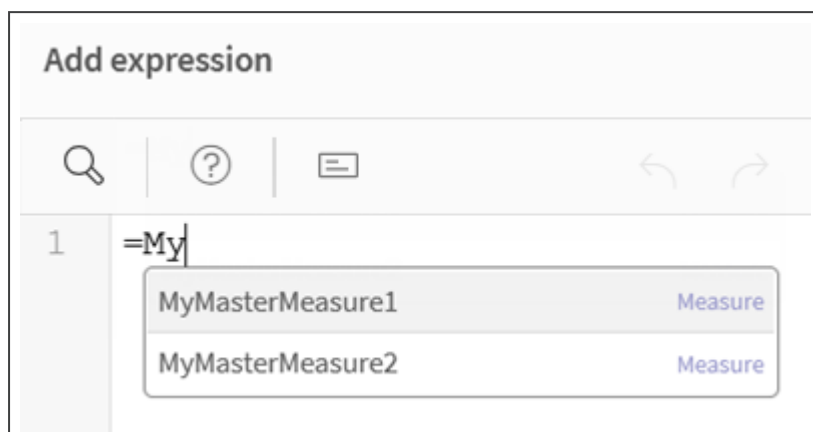 Add expression
1 =My
MyMasterMeasure1 Measure
MyMasterMeasure2 Measure